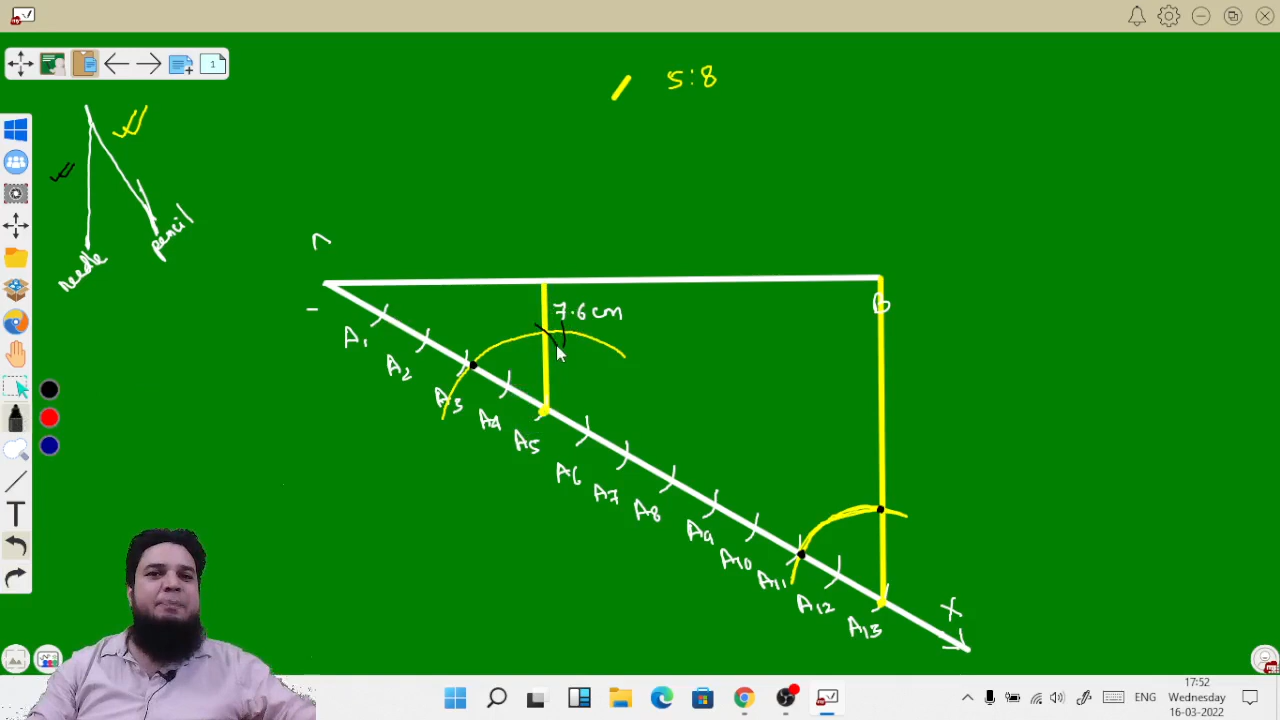 5:8
1
needle
pencil
7.6 cm
B
A1
A2
A3
A4
A5
A6
A7
A8
A9
A10
A11
A12
A13
X
T
17:52
ENG
Wednesday
16-03-2022